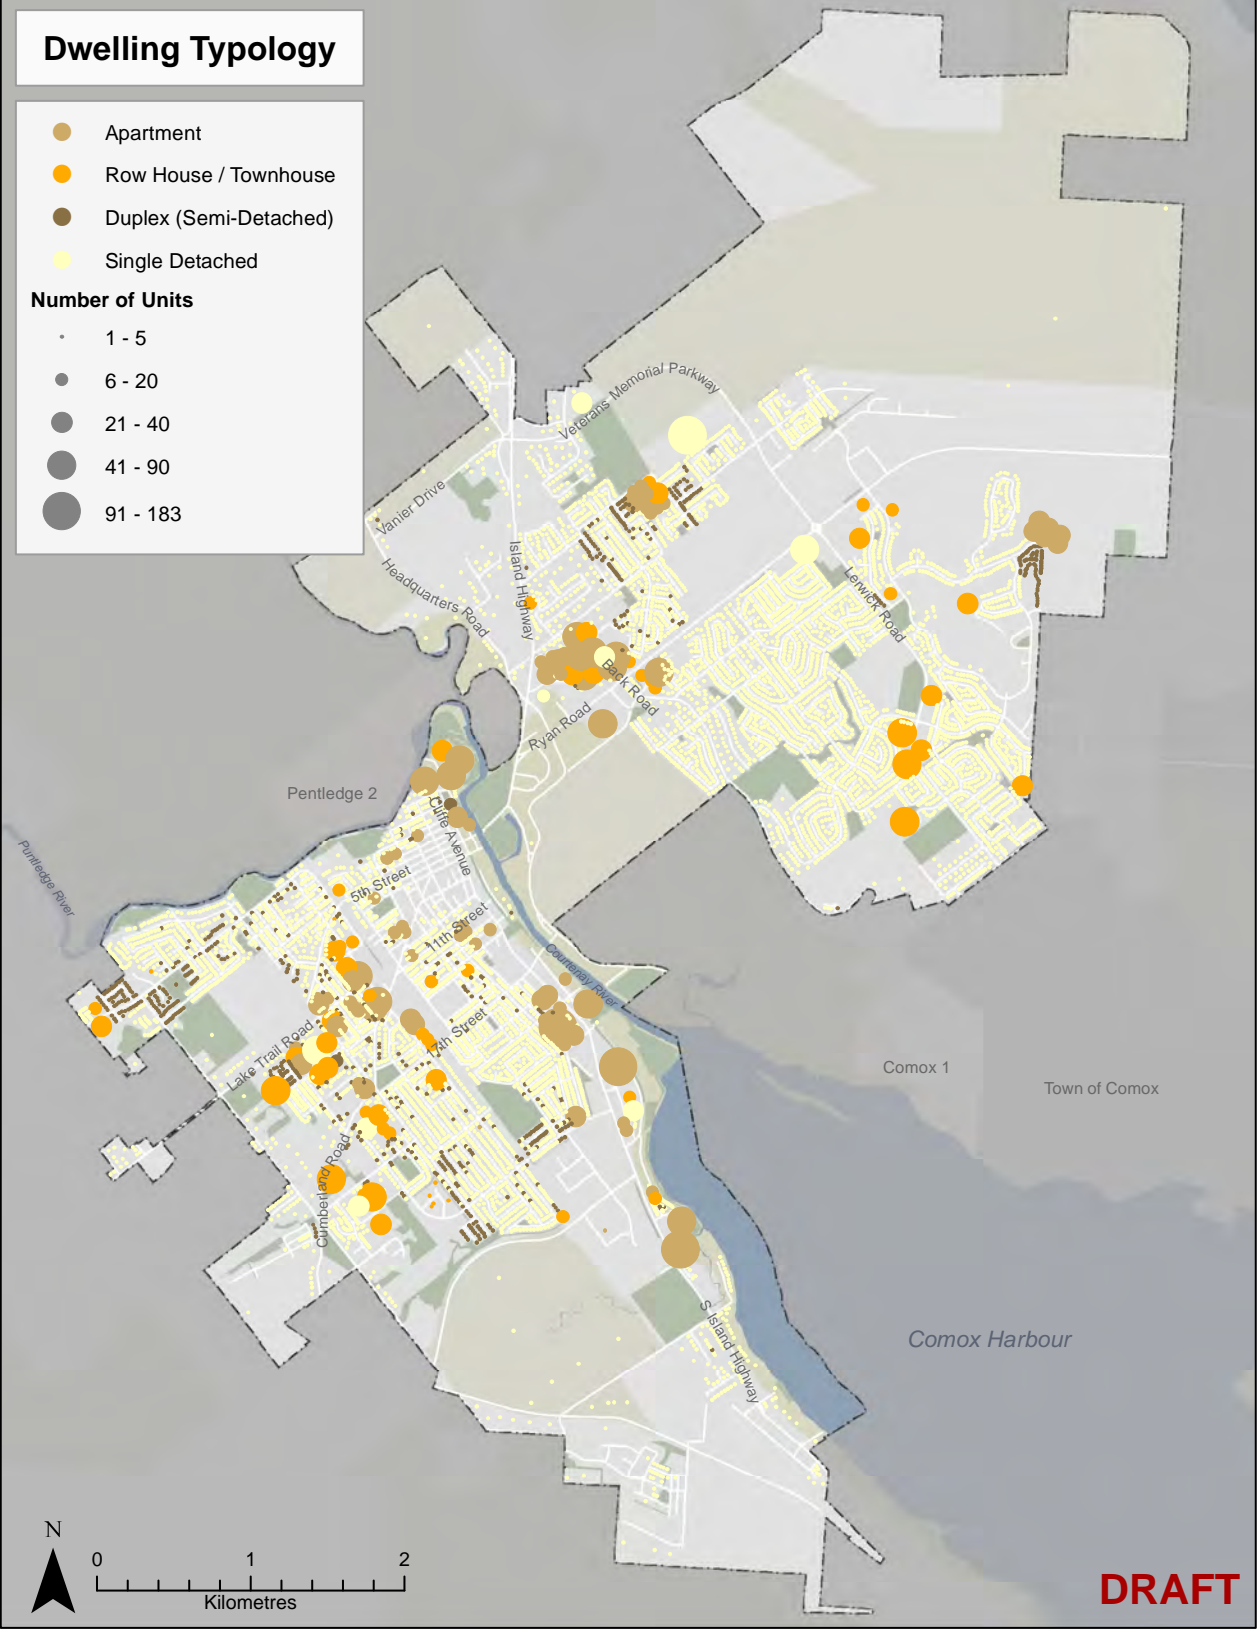 Dwelling Typology
Apartment
Row House / Townhouse
Duplex (Semi-Detached)
Single Detached
Number of Units
1 - 5
6 - 20
21 - 40
41 - 90
91 - 183
Veterans Memorial Parkway
Vanier Drive
Island Highway
Headquarters Road
Lerwick Road
Back Road
Ryan Road
Pentledge 2
Cliffe Avenue
Puntledge River
5th Street
11th Street
Courtenay River
17th Street
Lake Trail Road
Comox 1
Town of Comox
Cumberland Road
S Island Highway
Comox Harbour
N
0 1 2
Kilometres
DRAFT